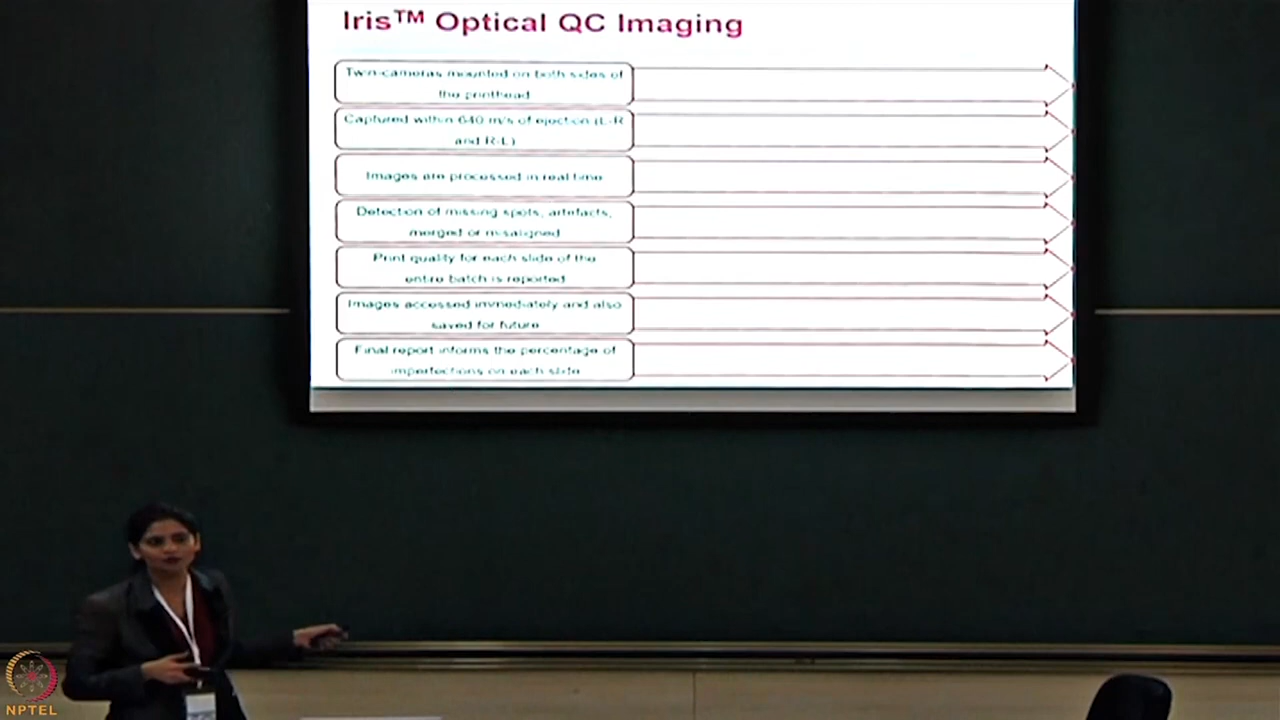 Iris™ Optical QC Imaging
Twin-cameras mounted on both sides of
the printhead
Captured within 640 m/s of ejection (L-R
and R-L)
Images are processed in real time
Detection of missing spots, artefacts,
merged or misaligned
Print quality for each slide of the
entire batch is reported
Images accessed immediately and also
saved for future
Final report informs the percentage of
imperfections on each slide
NPTEL